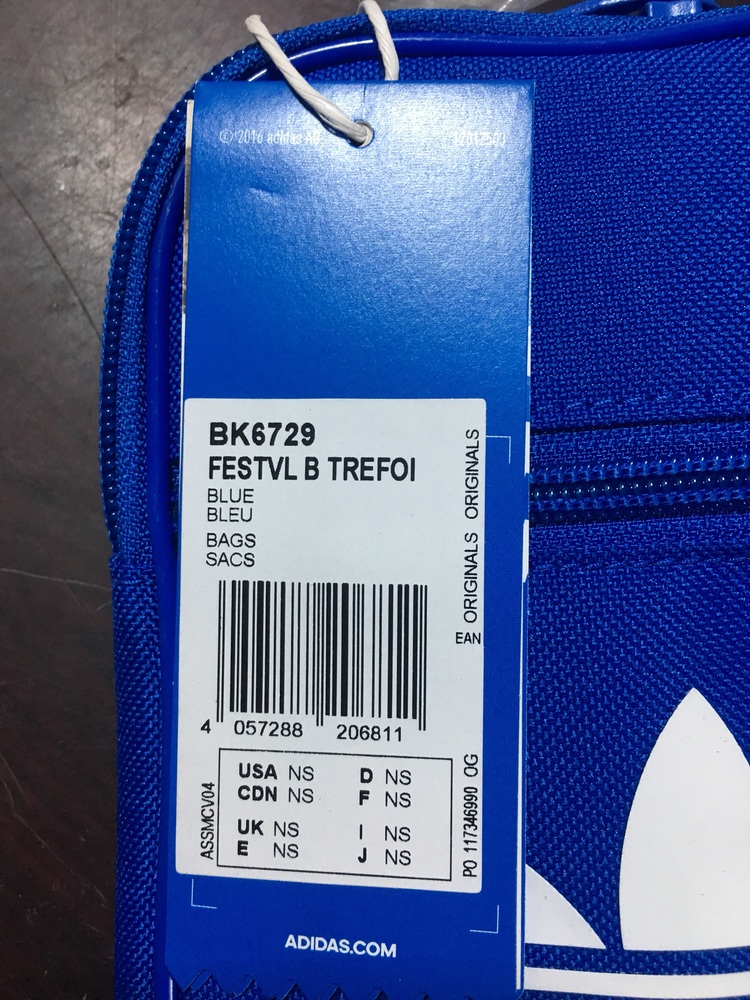 © 2016 adidas AG
BK6729
FESTVL B TREFOI
BLUE
BLEU
BAGS
SACS
ORIGINALS ORIGINALS
EAN
4 057288 206811
USA NS D NS
CDN NS F NS
UK NS I NS
E NS J NS
ASSMCV04
PO 117346990 OG
ADIDAS.COM